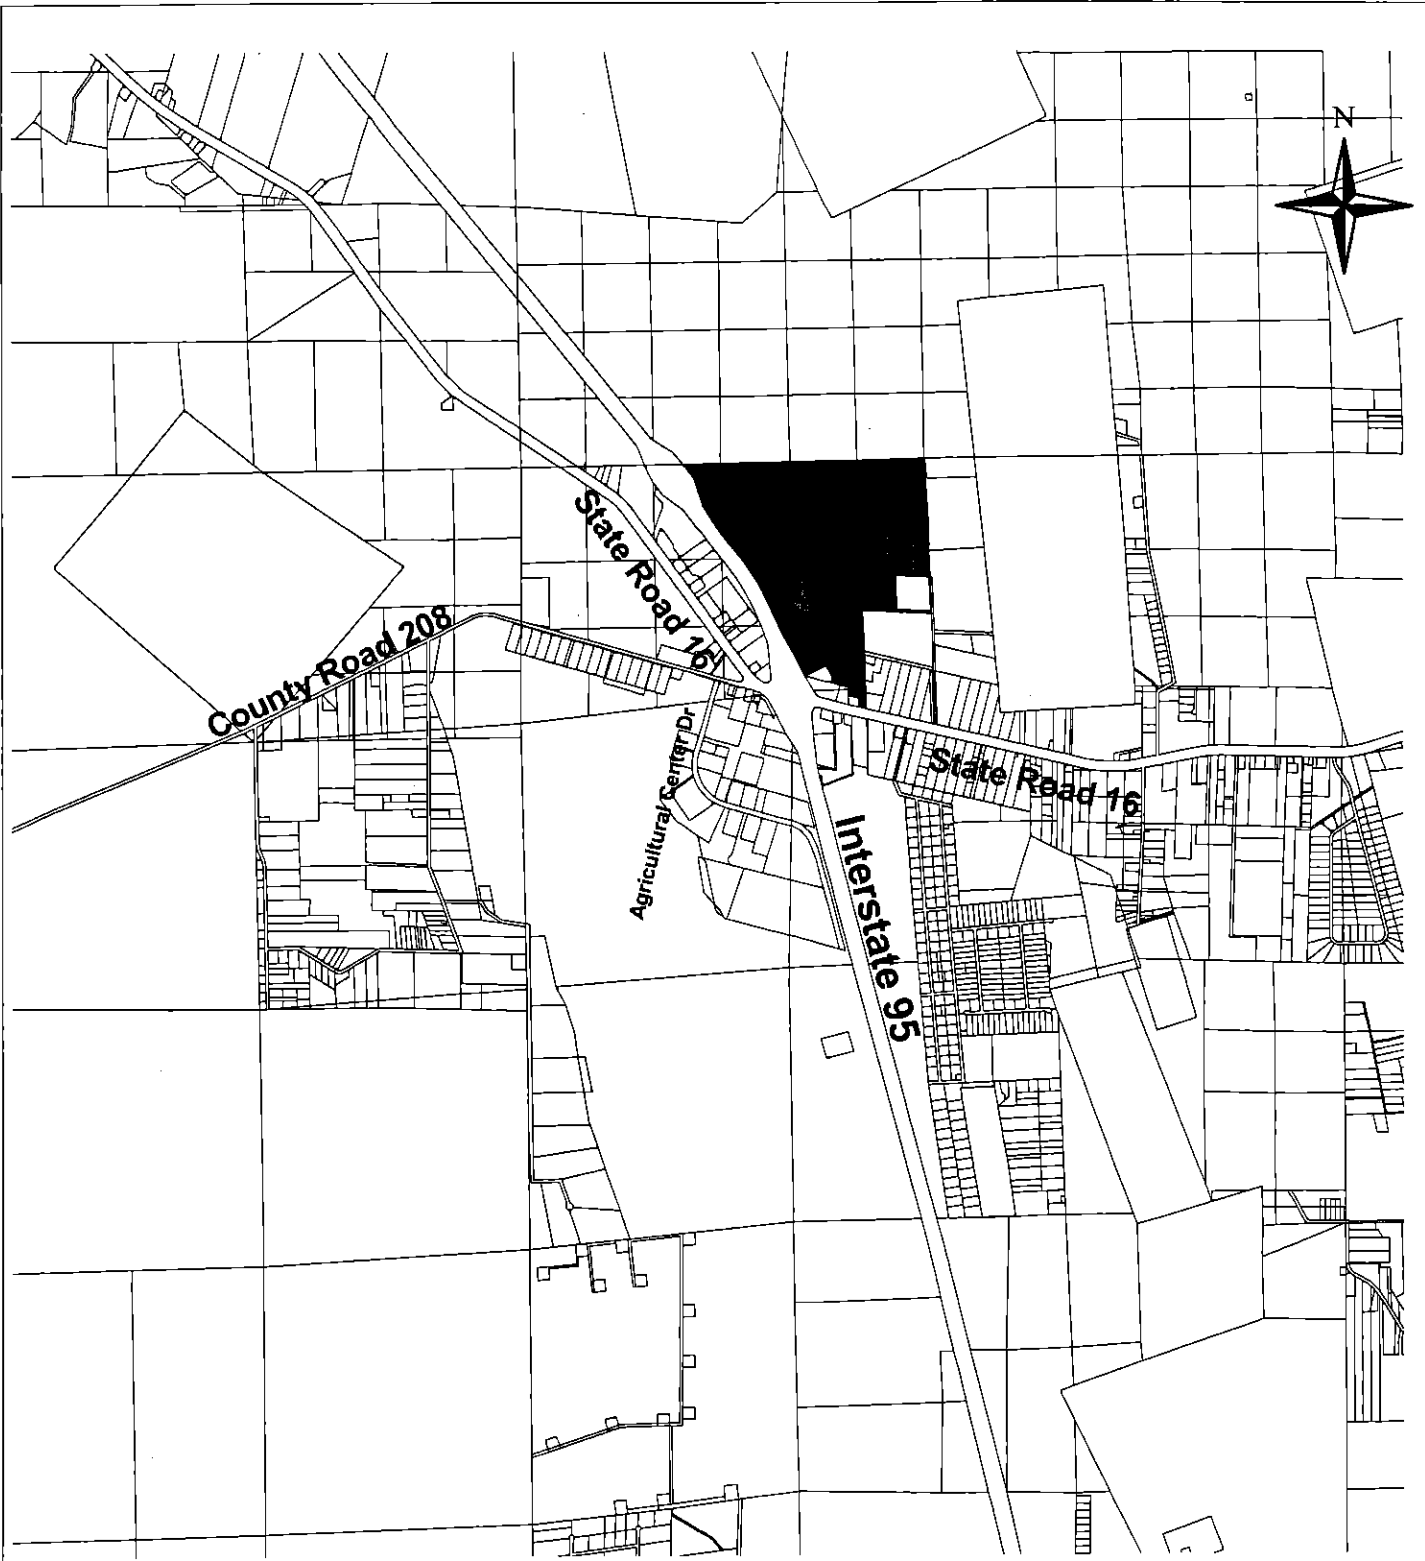 N
State Road 16
County Road 208
Agricultural Center Dr
State Road 16
Interstate 95